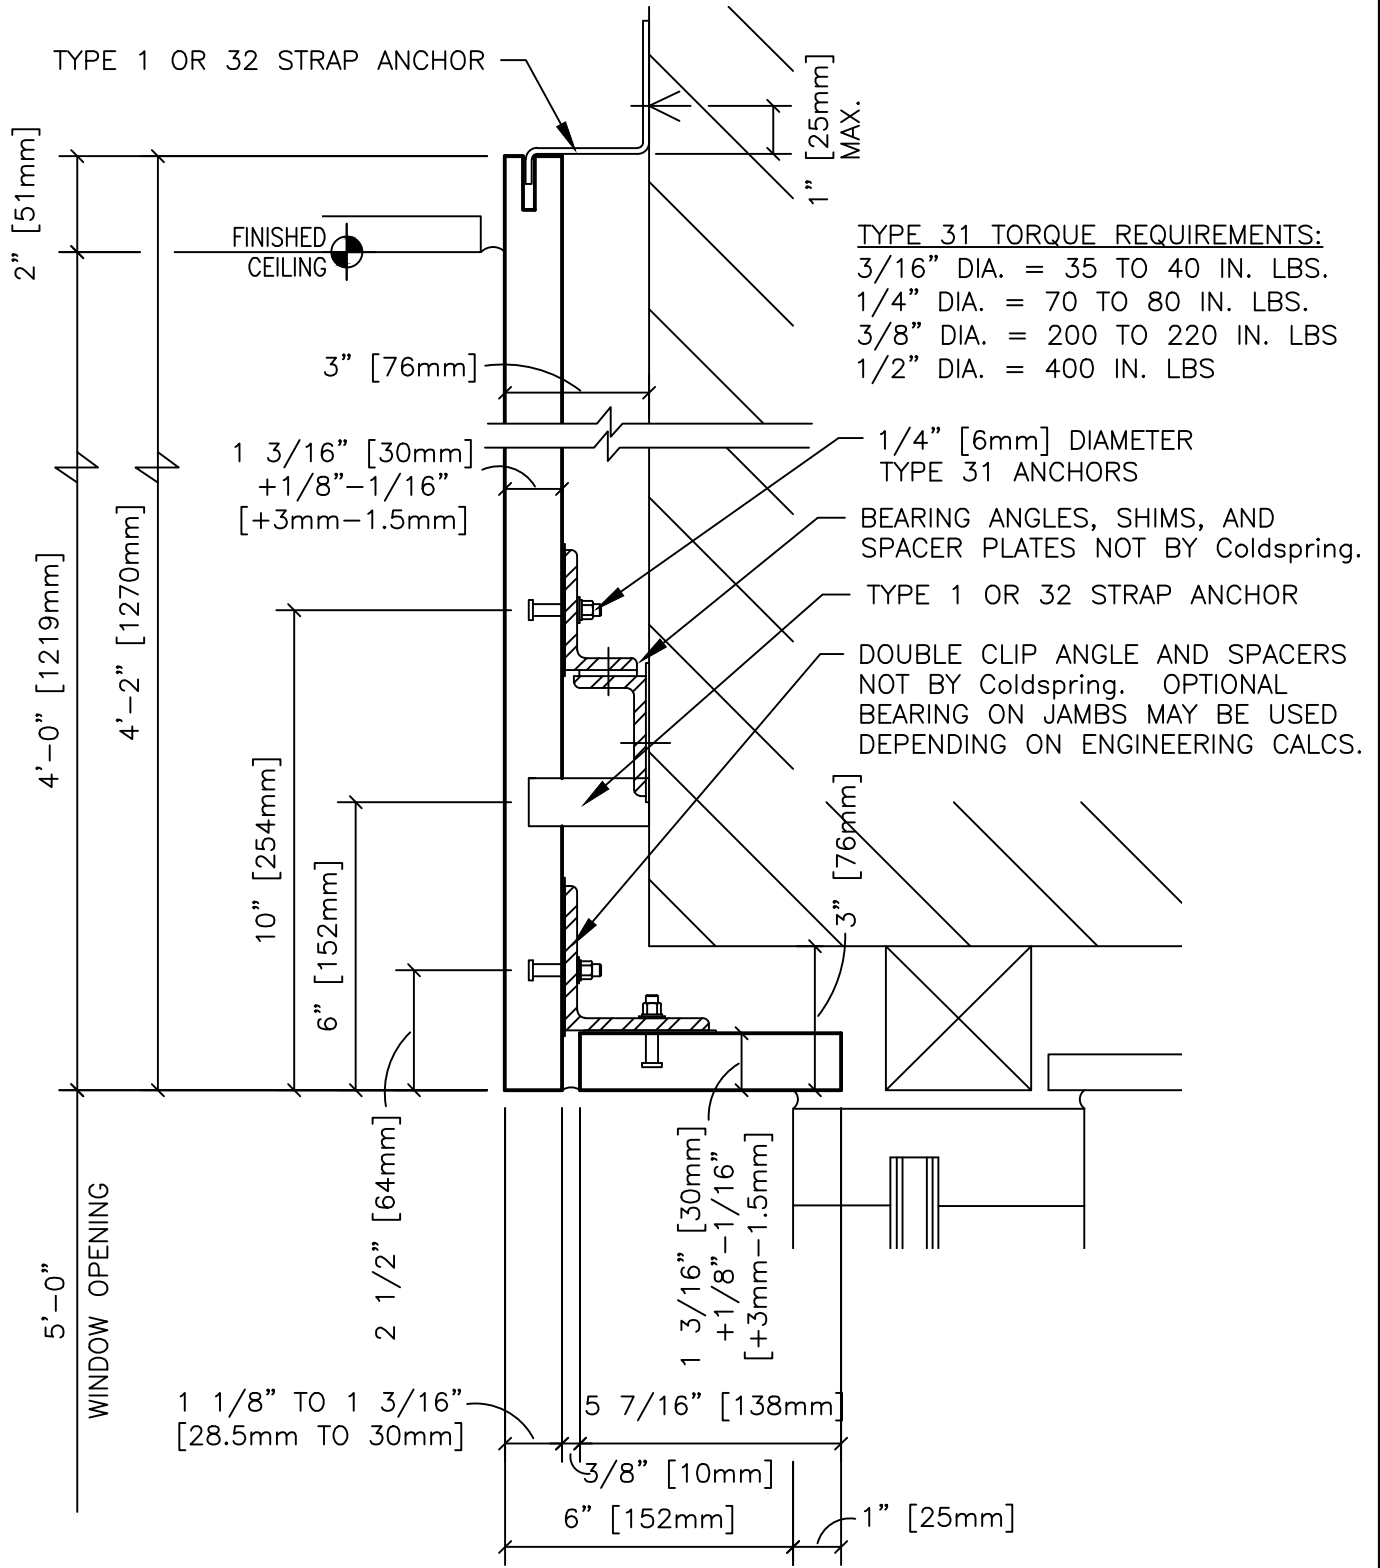 TYPE 1 OR 32 STRAP ANCHOR
1” [25mm]
MAX.
2” [51mm]
FINISHED
CEILING
TYPE 31 TORQUE REQUIREMENTS:
3/16” DIA. = 35 TO 40 IN. LBS.
1/4” DIA. = 70 TO 80 IN. LBS.
3/8” DIA. = 200 TO 220 IN. LBS
1/2” DIA. = 400 IN. LBS
3” [76mm]
1 3/16” [30mm]
+1/8”−1/16”
[+3mm−1.5mm]
1/4” [6mm] DIAMETER
TYPE 31 ANCHORS
BEARING ANGLES, SHIMS, AND
SPACER PLATES NOT BY Coldspring.
TYPE 1 OR 32 STRAP ANCHOR
DOUBLE CLIP ANGLE AND SPACERS
NOT BY Coldspring. OPTIONAL
BEARING ON JAMBS MAY BE USED
DEPENDING ON ENGINEERING CALCS.
4’−0” [1219mm]
4’−2” [1270mm]
10” [254mm]
6” [152mm]
3” [76mm]
2 1/2” [64mm]
1 3/16” [30mm]
+1/8”−1/16”
[+3mm−1.5mm]
5’−0”
WINDOW OPENING
1 1/8” TO 1 3/16”
[28.5mm TO 30mm]
5 7/16” [138mm]
3/8” [10mm]
6” [152mm]
1” [25mm]